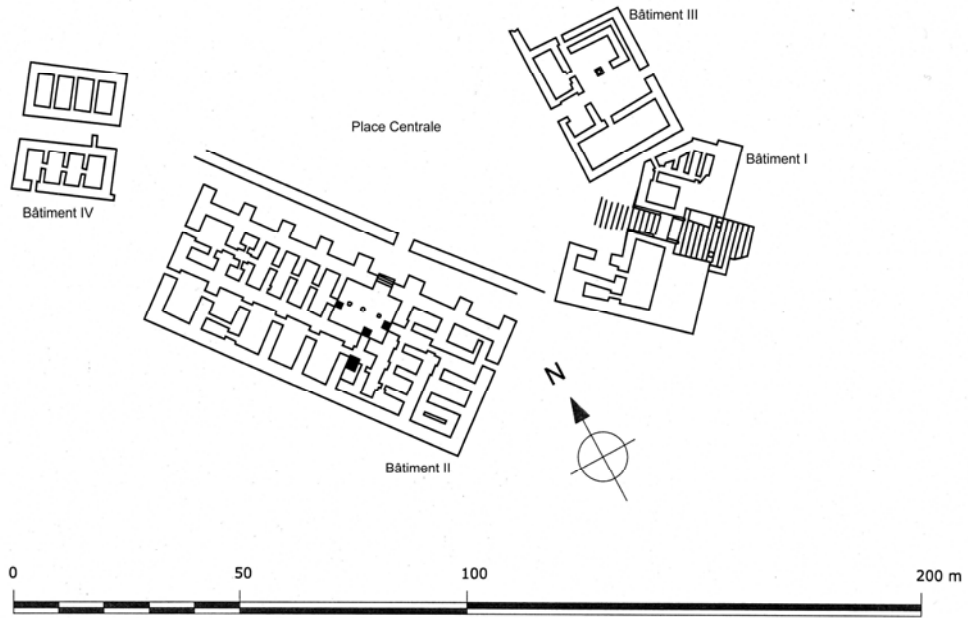 Bâtiment III
Place Centrale
Bâtiment I
Bâtiment IV
N
Bâtiment II
0 50 100 200 m